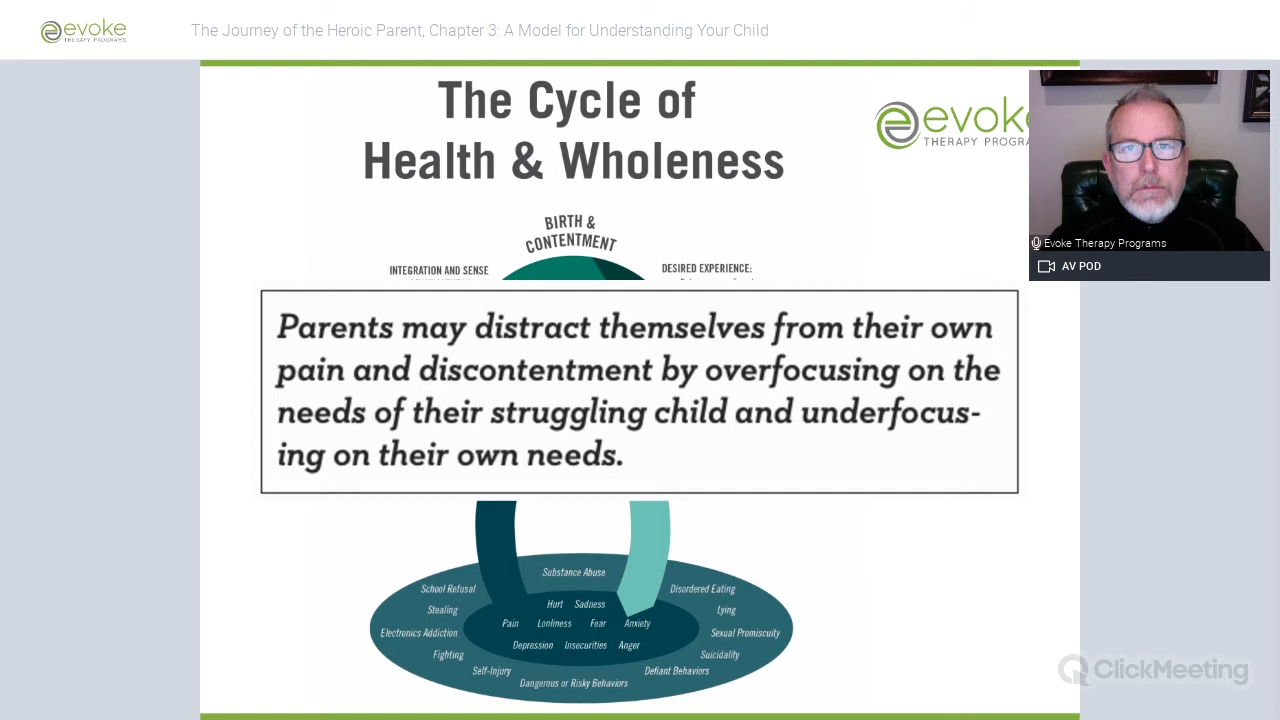 evoke
THERAPY PROGRAMS
The Journey of the Heroic Parent, Chapter 3: A Model for Understanding Your Child
The Cycle of
Health & Wholeness
evoke
THERAPY PROGRA
BIRTH &
CONTENTMENT
INTEGRATION AND SENSE
DESIRED EXPERIENCE:
Evoke Therapy Programs
AV POD
Parents may distract themselves from their own
pain and discontentment by overfocusing on the
needs of their struggling child and underfocus-
ing on their own needs.
Substance Abuse
School Refusal
Disordered Eating
Hurt Sadness
Stealing
Lying
Pain Lonliness Fear Anxiety
Electronics Addiction
Sexual Promiscuity
Depression Insecurities Anger
Fighting
Suicidality
Self-Injury
Defiant Behaviors
Dangerous or Risky Behaviors
ClickMeeting